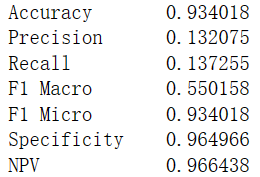 Accuracy 0.934018
Precision 0.132075
Recall 0.137255
F1 Macro 0.550158
F1 Micro 0.934018
Specificity 0.964966
NPV 0.966438